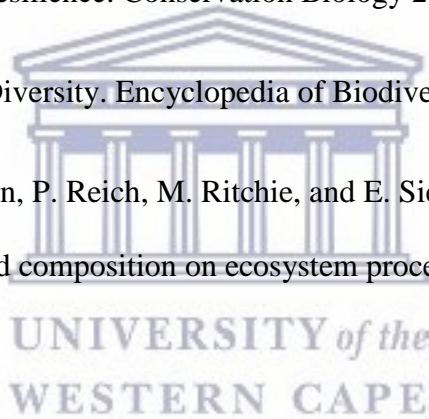 esilience. Conservation Biology 2
Diversity. Encyclopedia of Biodive
n, P. Reich, M. Ritchie, and E. Sie
d composition on ecosystem proce
UNIVERSITY of the
WESTERN CAPE